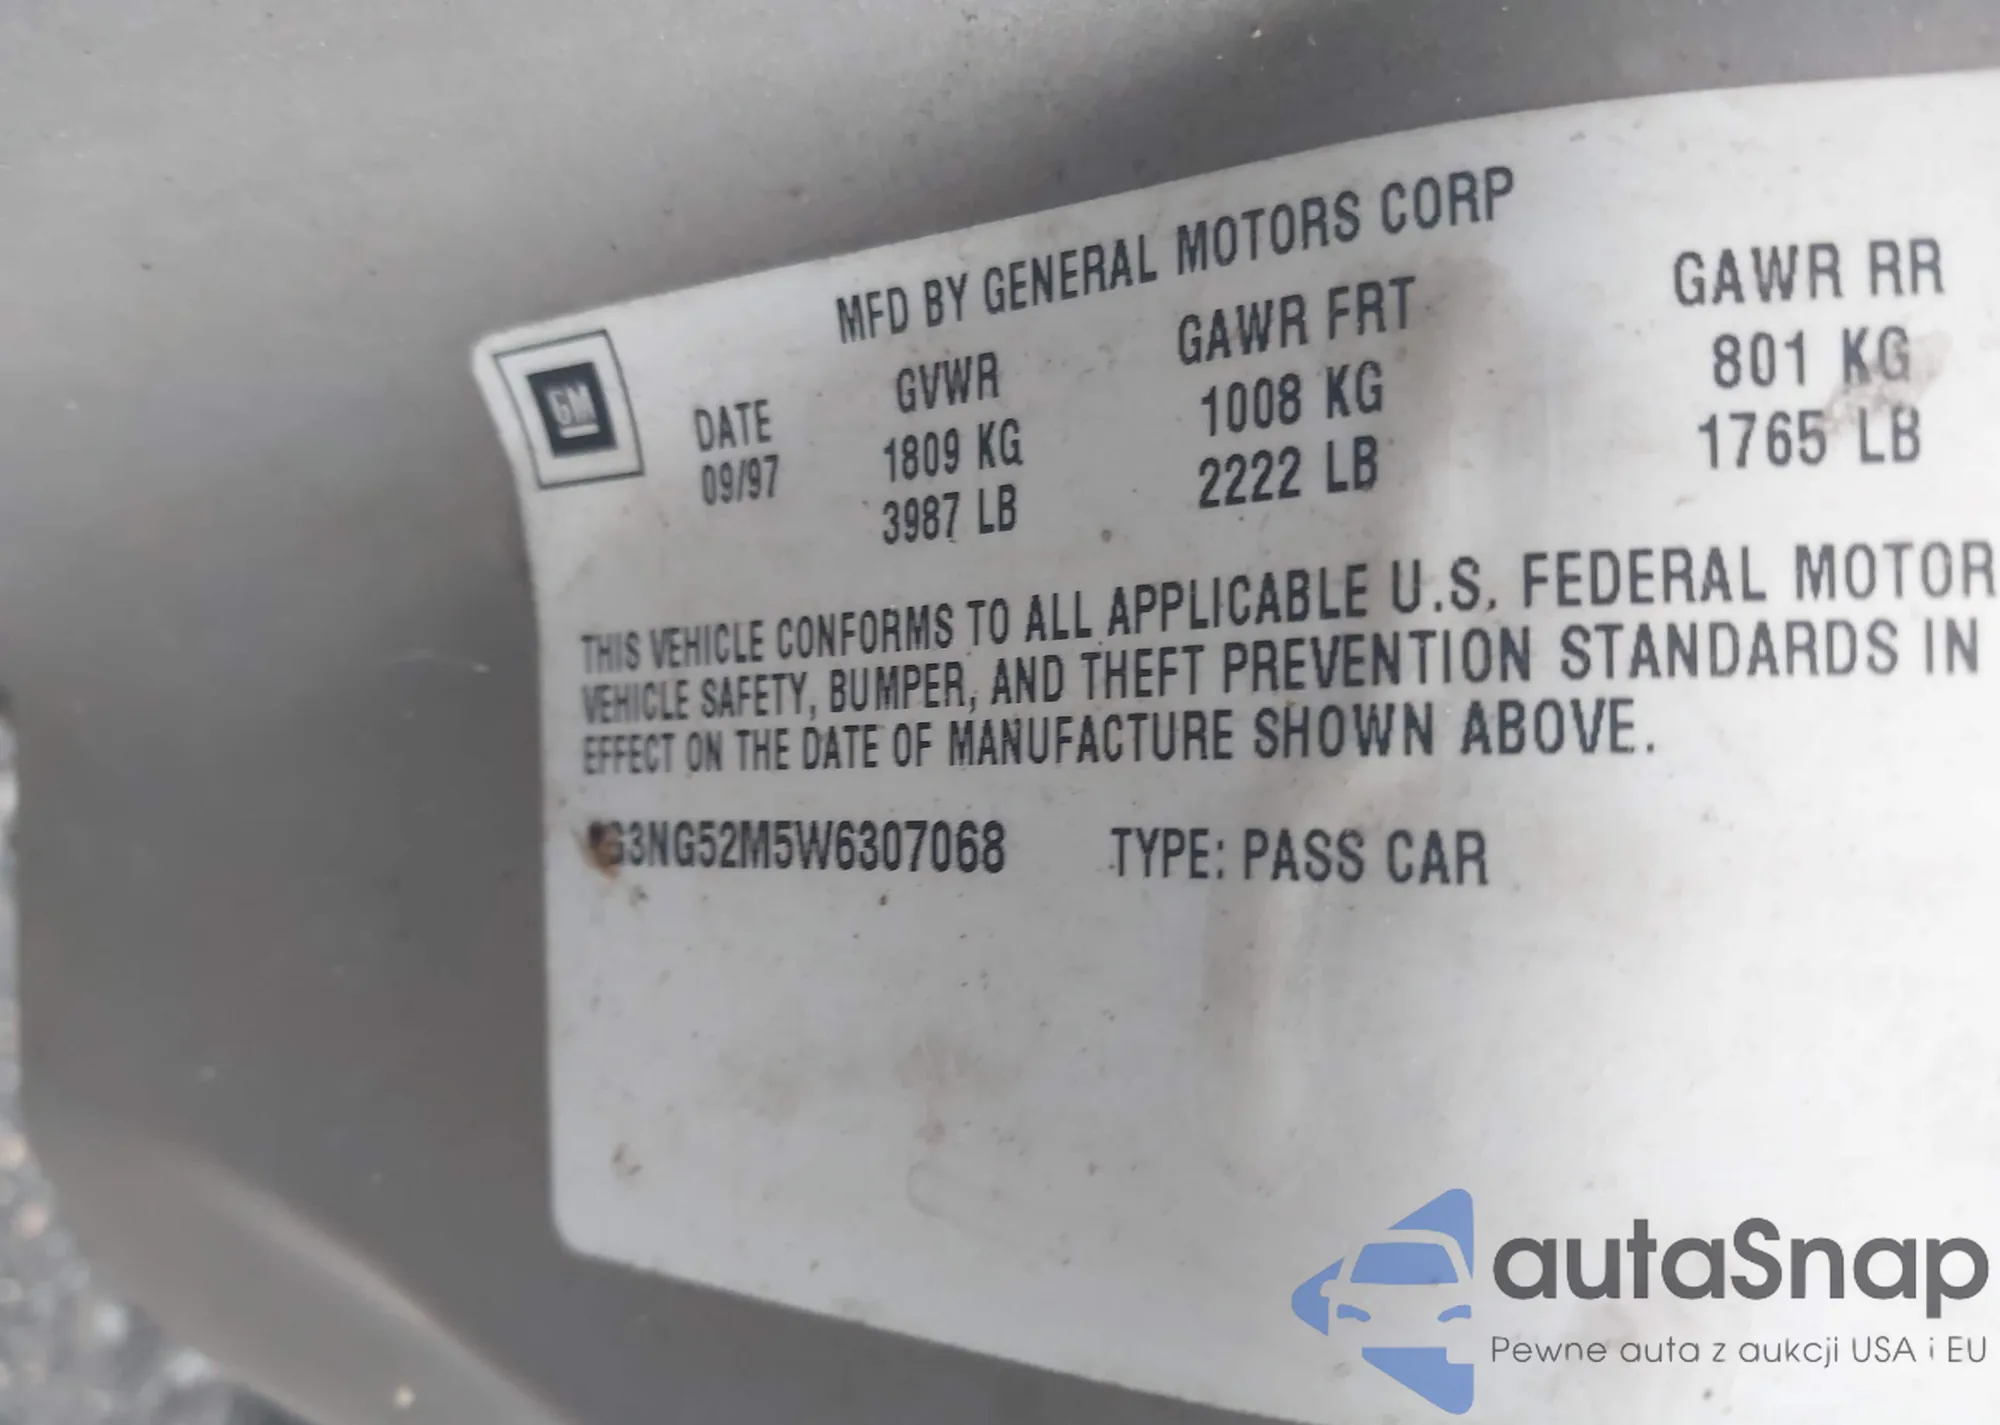 MFD BY GENERAL MOTORS CORP
GM
DATE GVWR GAWR FRT GAWR RR
09/97 1809 KG 1008 KG 801 KG
3987 LB 2222 LB 1765 LB
THIS VEHICLE CONFORMS TO ALL APPLICABLE U.S. FEDERAL MOTOR
VEHICLE SAFETY, BUMPER, AND THEFT PREVENTION STANDARDS IN
EFFECT ON THE DATE OF MANUFACTURE SHOWN ABOVE.
G3NG52M5W6307068 TYPE: PASS CAR
autaSnap
Pewne auta z aukcji USA i EU